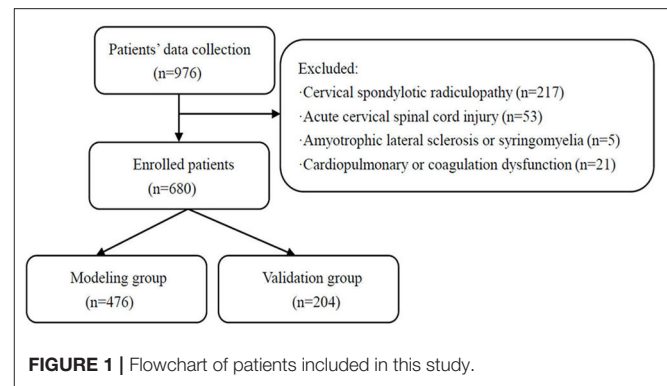 Patients' data collection
(n=976)
Excluded:
·Cervical spondylotic radiculopathy (n=217)
·Acute cervical spinal cord injury (n=53)
·Amyotrophic lateral sclerosis or syringomyelia (n=5)
·Cardiopulmonary or coagulation dysfunction (n=21)
Enrolled patients
(n=680)
Modeling group
(n=476)
Validation group
(n=204)
FIGURE 1 | Flowchart of patients included in this study.